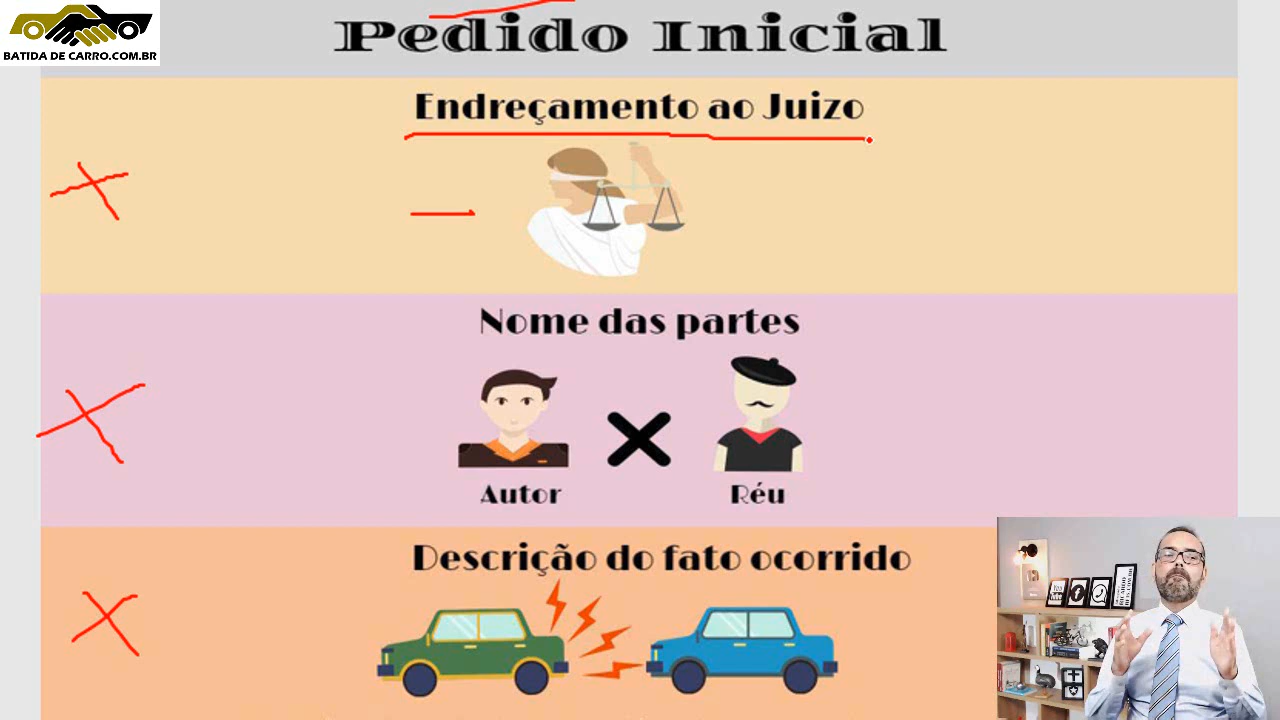 Pedido Inicial
BATIDA DE CARRO.COM.BR
Endreçamento ao Juizo
Nome das partes
Autor
Réu
Descrição do fato ocorrido